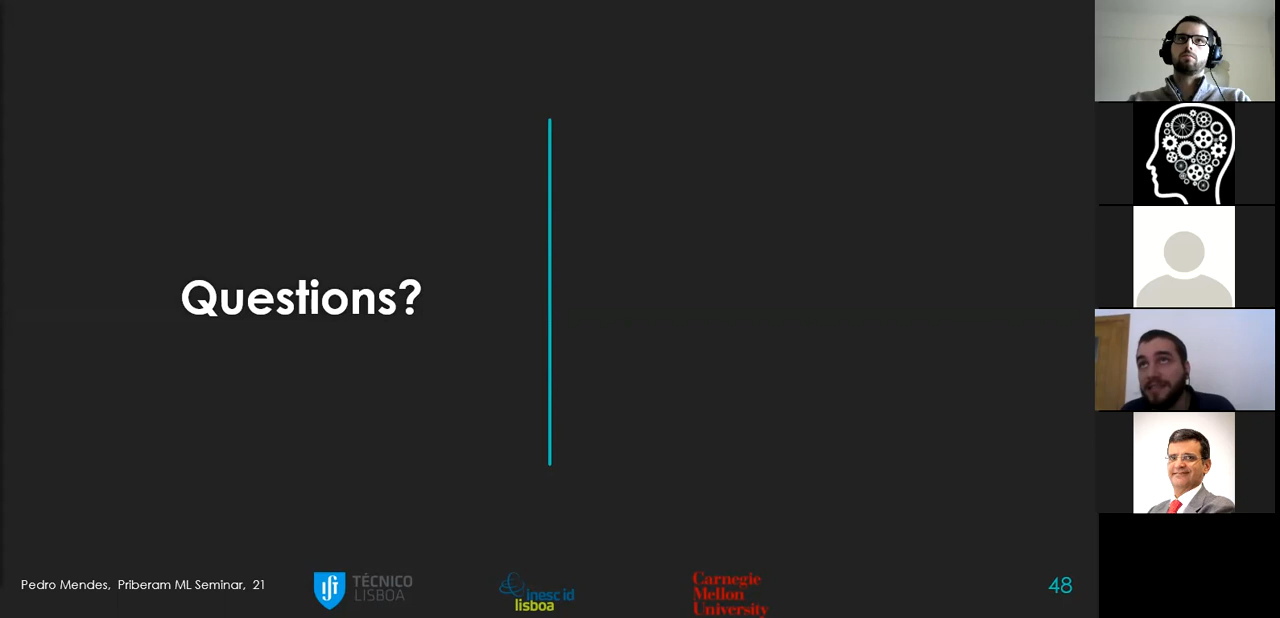 Questions?
Pedro Mendes, Priberam ML Seminar, 21
TÉCNICO
LISBOA
inesc id
lisboa
Carnegie
Mellon
University
48